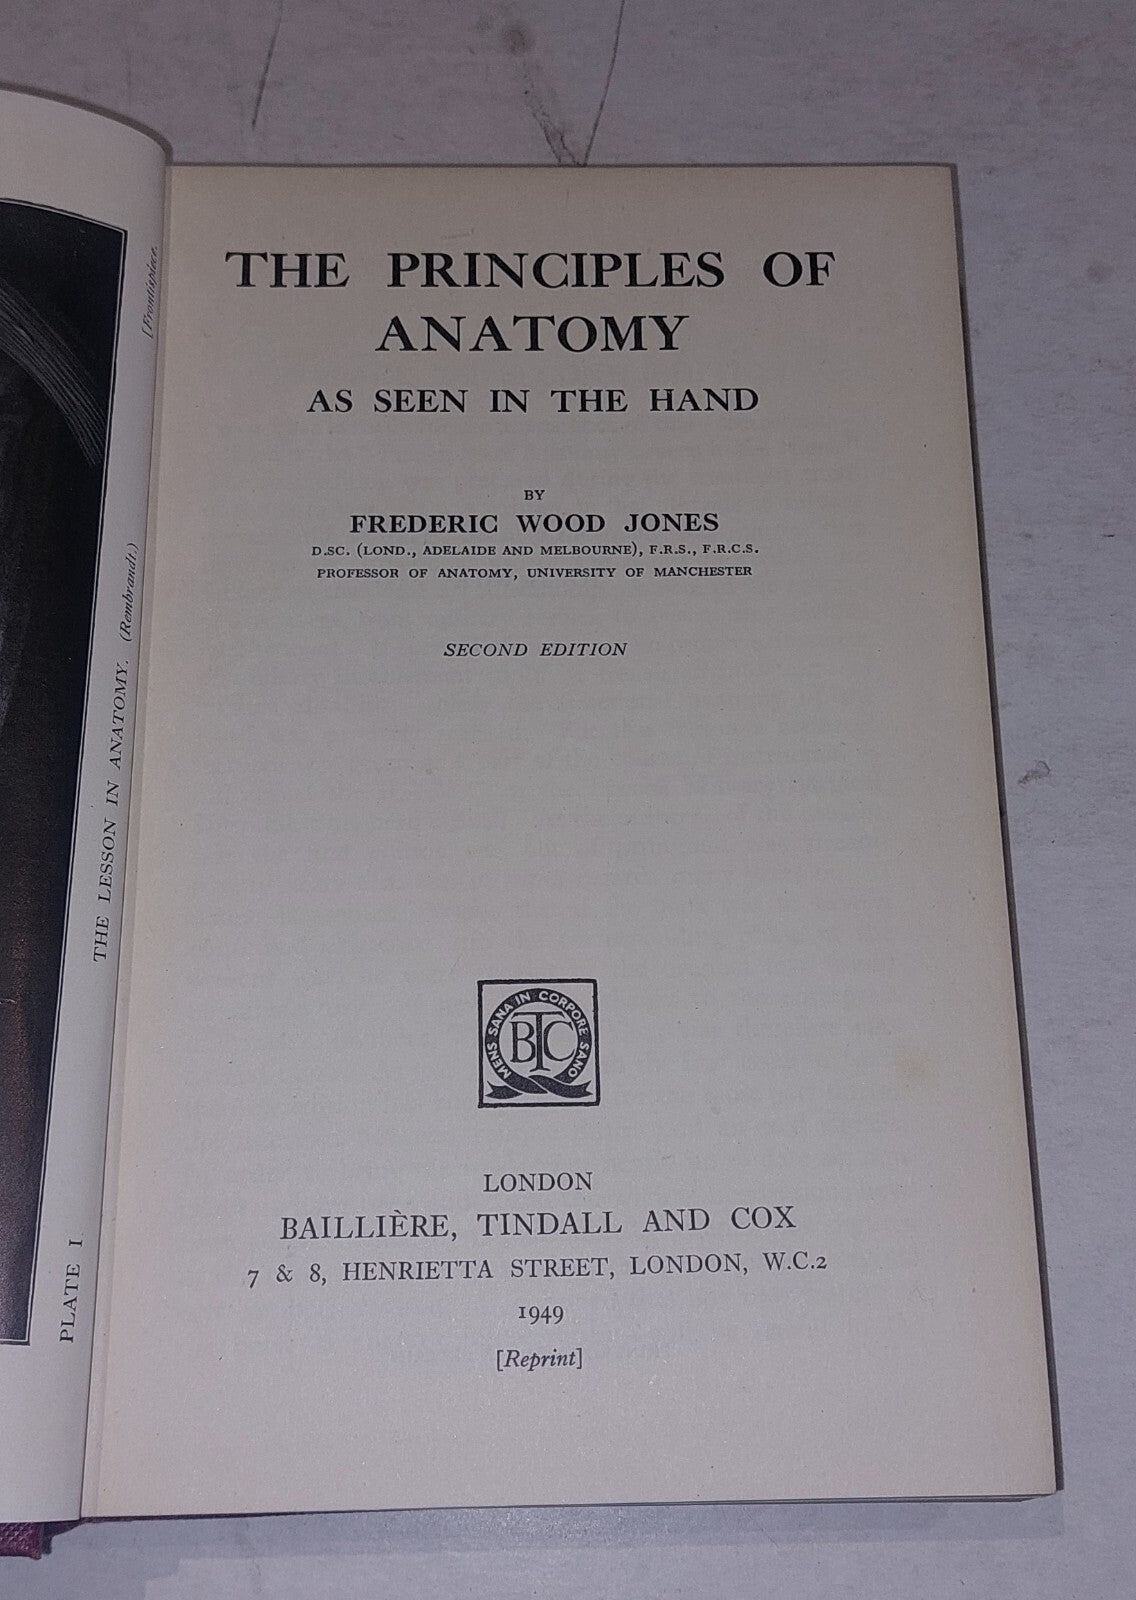 [Frontispiece.
THE LESSON IN ANATOMY. (Rembrandt.)
PLATE I
THE PRINCIPLES OF
ANATOMY
AS SEEN IN THE HAND
BY
FREDERIC WOOD JONES
D.SC. (LOND., ADELAIDE AND MELBOURNE), F.R.S., F.R.C.S.
PROFESSOR OF ANATOMY, UNIVERSITY OF MANCHESTER
SECOND EDITION
MENS SANA IN CORPORE SANO
BTC
LONDON
BAILLIÈRE, TINDALL AND COX
7 & 8, HENRIETTA STREET, LONDON, W.C.2
1949
[Reprint]